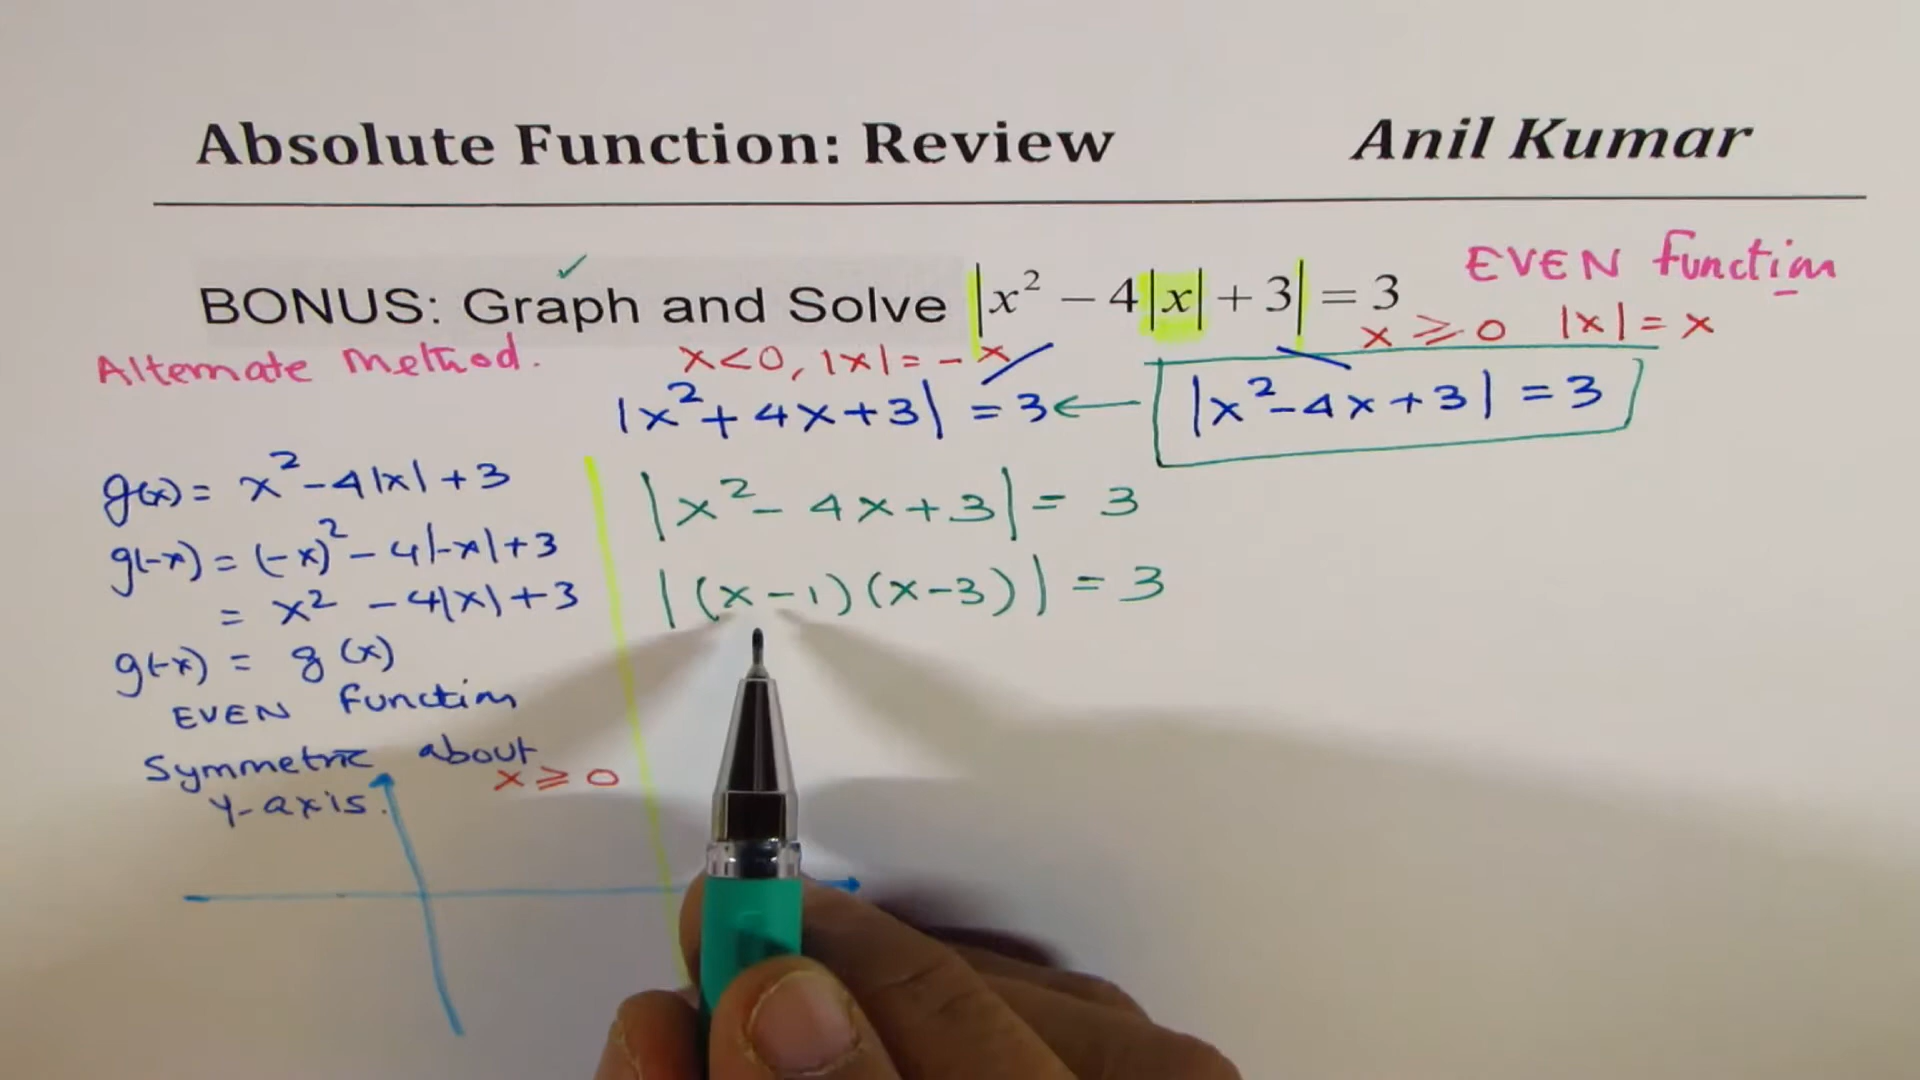 Absolute Function: Review Anil Kumar
BONUS: Graph and Solve |x² − 4|x| + 3| = 3 EVEN Function
Alternate Method. x<0, |x| = −x x ≥ 0 |x| = x
|x²+4x+3| = 3 ← |x²−4x+3| = 3
g(x) = x²−4|x|+3
g(−x) = (−x)²−4|−x|+3
= x² −4|x|+3
g(−x) = g(x)
EVEN Function
Symmetric about
y-axis.
x ≥ 0
|x²− 4x+3| = 3
|(x−1)(x−3)| = 3